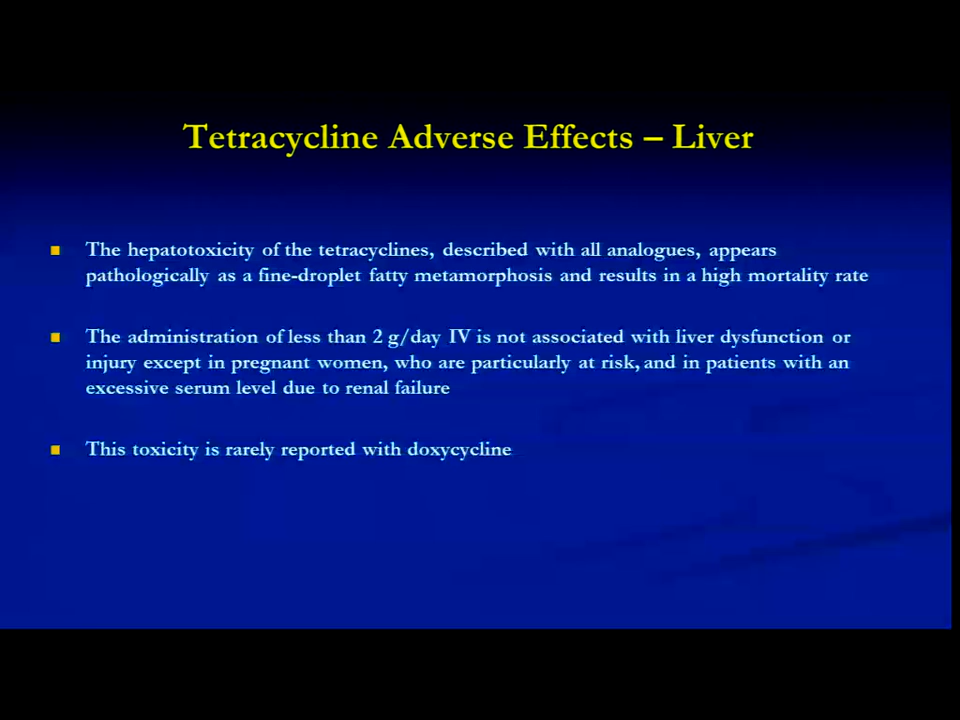 Tetracycline Adverse Effects – Liver
The hepatotoxicity of the tetracyclines, described with all analogues, appears
pathologically as a fine-droplet fatty metamorphosis and results in a high mortality rate
The administration of less than 2 g/day IV is not associated with liver dysfunction or
injury except in pregnant women, who are particularly at risk, and in patients with an
excessive serum level due to renal failure
This toxicity is rarely reported with doxycycline